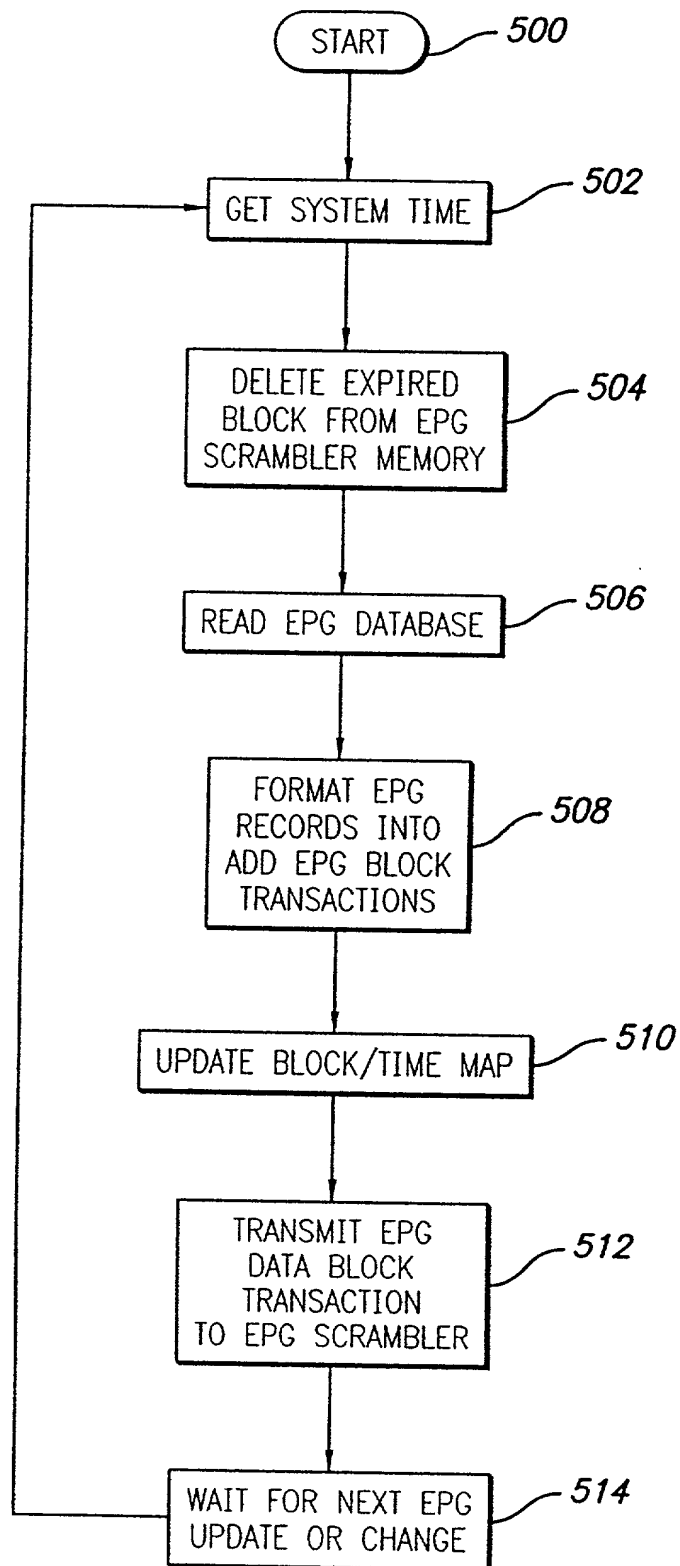 START
500
GET SYSTEM TIME
502
DELETE EXPIRED
BLOCK FROM EPG
SCRAMBLER MEMORY
504
READ EPG DATABASE
506
FORMAT EPG
RECORDS INTO
ADD EPG BLOCK
TRANSACTIONS
508
UPDATE BLOCK/TIME MAP
510
TRANSMIT EPG
DATA BLOCK
TRANSACTION
TO EPG SCRAMBLER
512
WAIT FOR NEXT EPG
UPDATE OR CHANGE
514